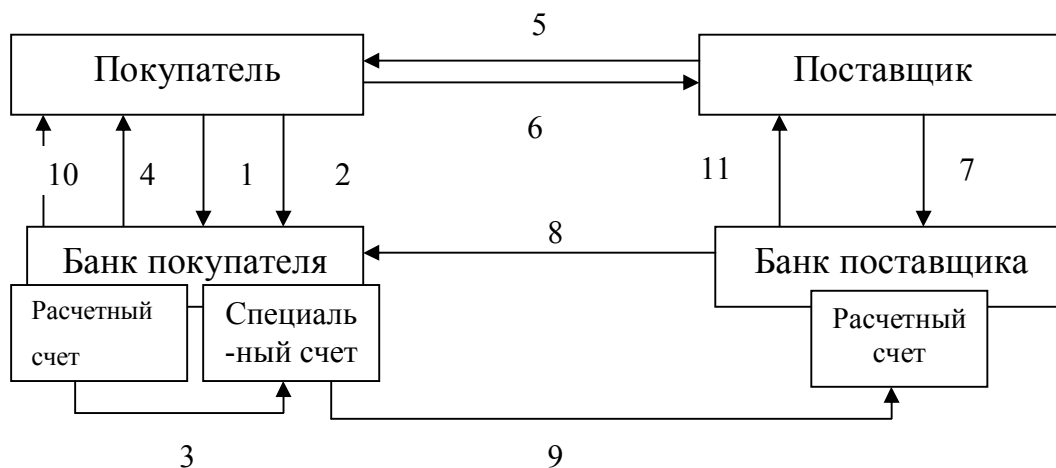 5
Покупатель
Поставщик
6
10
4
1
2
11
7
8
Банк покупателя
Банк поставщика
Расчетный
счет
Специаль
-ный счет
Расчетный
счет
3
9